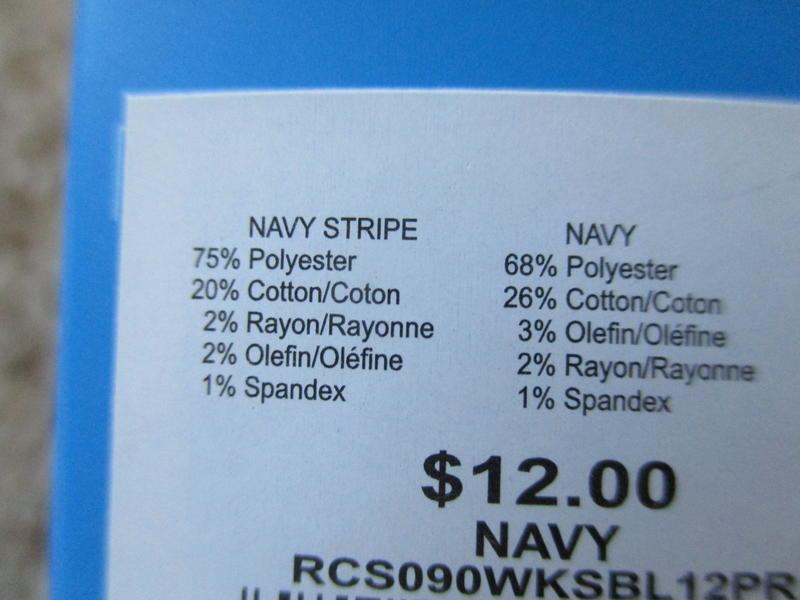 NAVY STRIPE
75% Polyester
20% Cotton/Coton
2% Rayon/Rayonne
2% Olefin/Oléfine
1% Spandex
NAVY
68% Polyester
26% Cotton/Coton
3% Olefin/Oléfine
2% Rayon/Rayonne
1% Spandex
$12.00
NAVY
RCS090WKSBL12PR